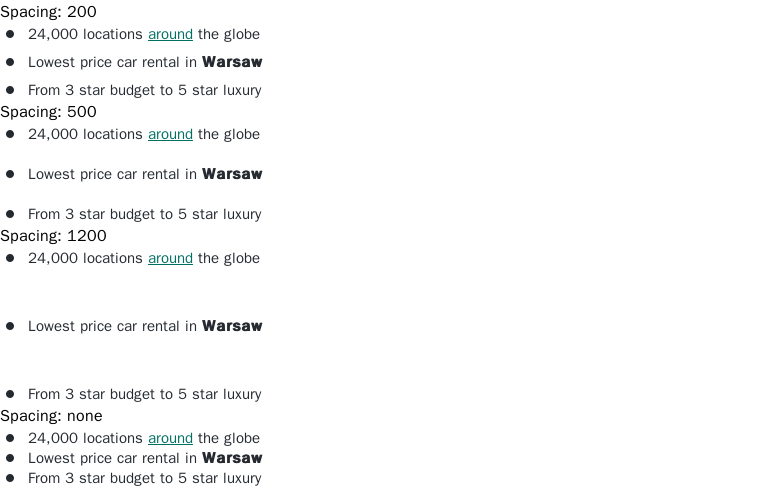 Spacing: 200
24,000 locations around the globe
Lowest price car rental in Warsaw
From 3 star budget to 5 star luxury
Spacing: 500
24,000 locations around the globe
Lowest price car rental in Warsaw
From 3 star budget to 5 star luxury
Spacing: 1200
24,000 locations around the globe
Lowest price car rental in Warsaw
From 3 star budget to 5 star luxury
Spacing: none
24,000 locations around the globe
Lowest price car rental in Warsaw
From 3 star budget to 5 star luxury